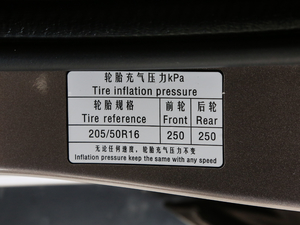 轮胎充气压力kPa
Tire inflation pressure
轮胎规格 前轮 后轮
Tire reference Front Rear
205/50R16 250 250
无论任何速度，轮胎充气压力不变
Inflation pressure keep the same with any speed